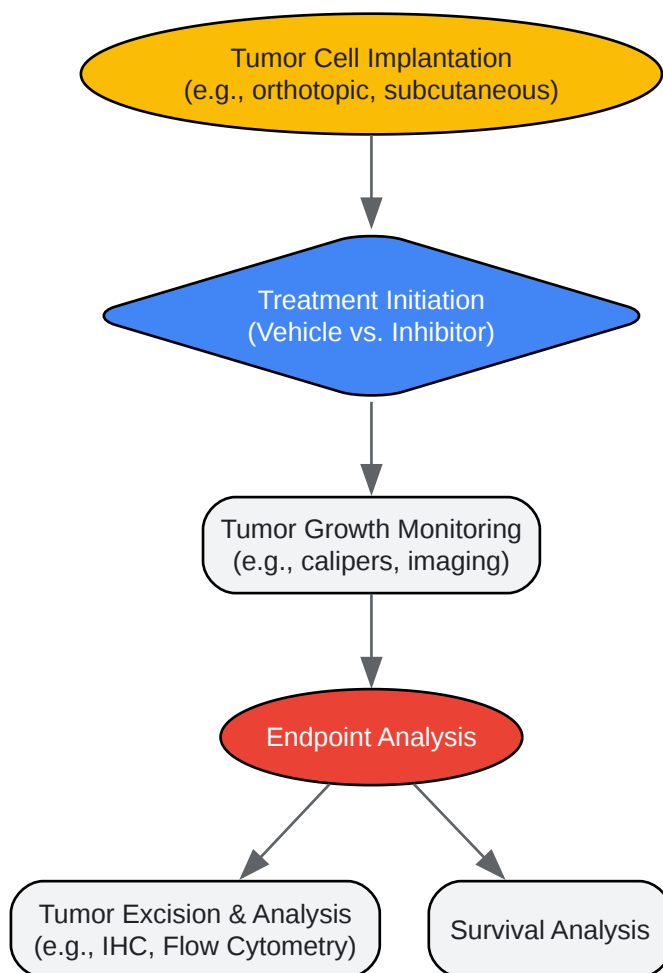 Tumor Cell Implantation
(e.g., orthotopic, subcutaneous)
Treatment Initiation
(Vehicle vs. Inhibitor)
Tumor Growth Monitoring
(e.g., calipers, imaging)
Endpoint Analysis
Tumor Excision & Analysis
(e.g., IHC, Flow Cytometry)
Survival Analysis